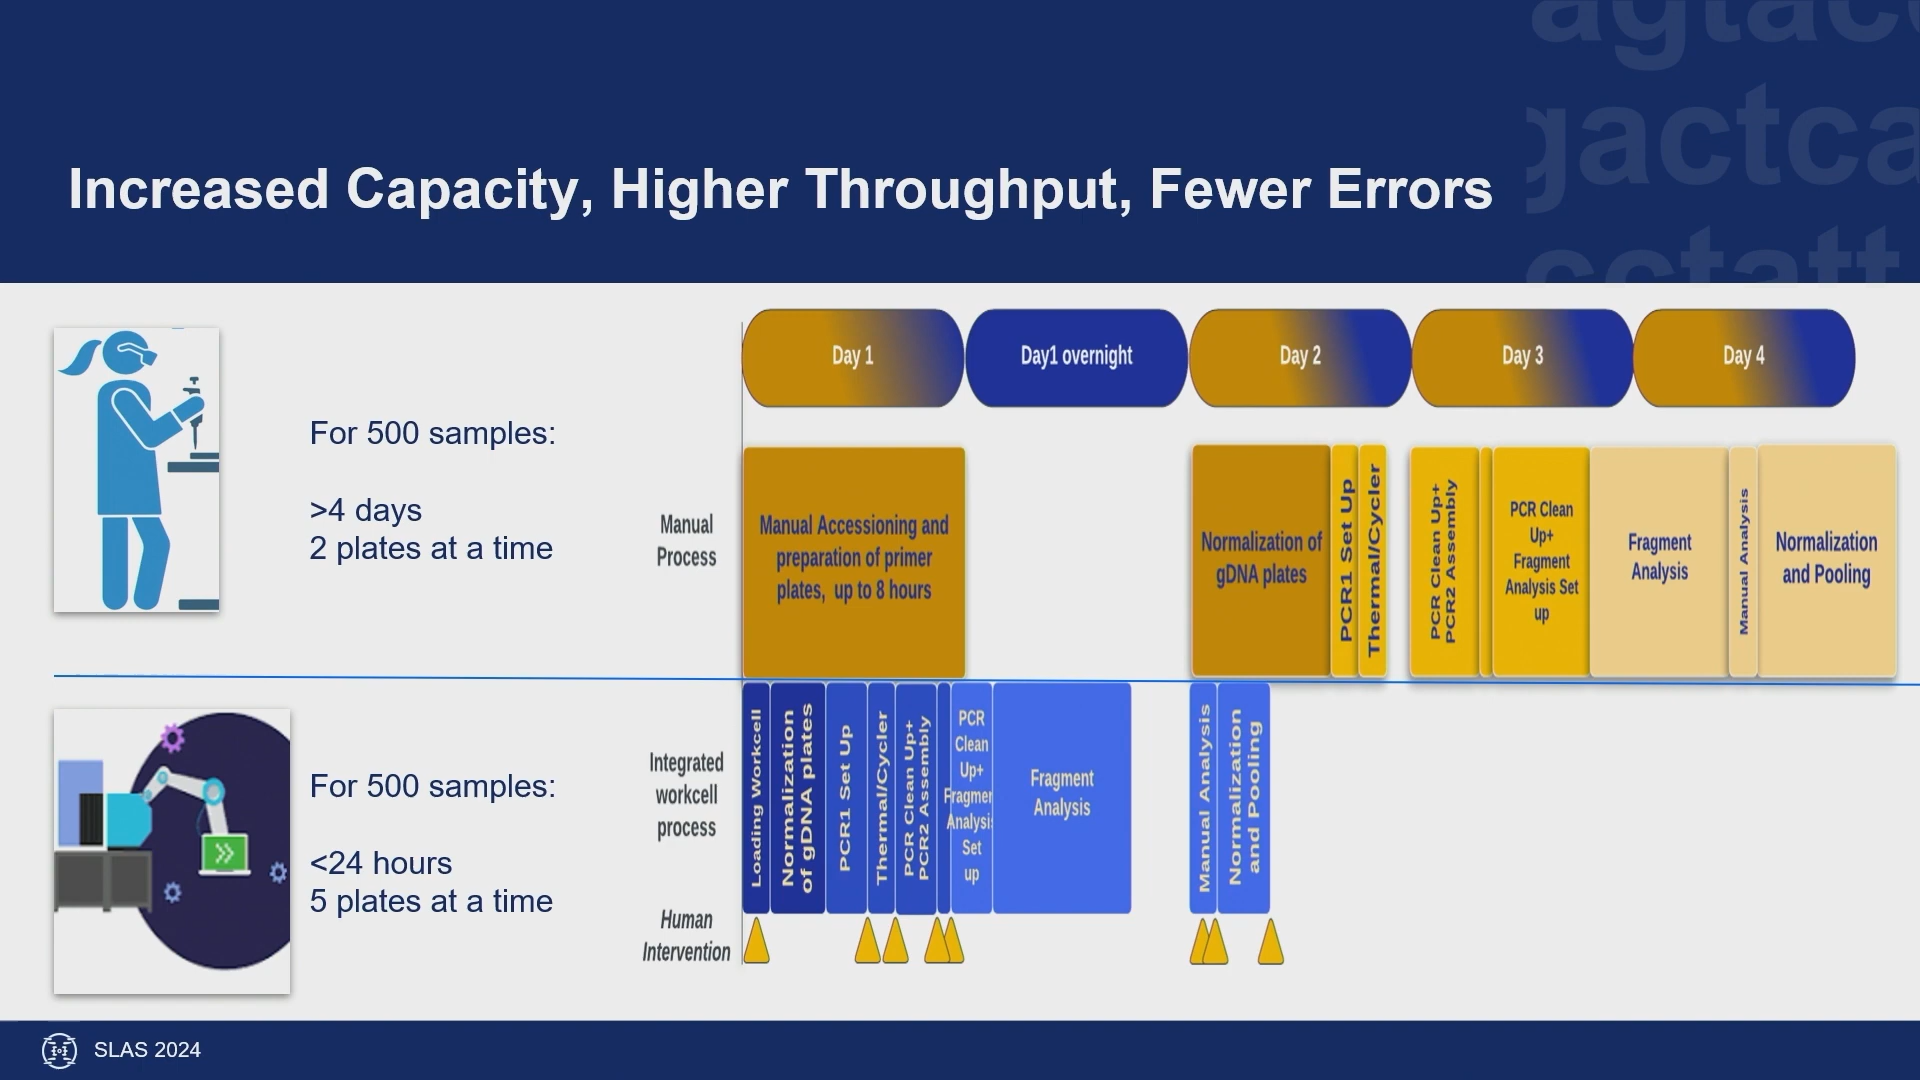 agtacc
gactca
cctatt
Increased Capacity, Higher Throughput, Fewer Errors
Day 1
Day1 overnight
Day 2
Day 3
Day 4
For 500 samples:
>4 days
2 plates at a time
Manual
Process
Manual Accessioning and
preparation of primer
plates, up to 8 hours
Normalization of
gDNA plates
PCR1 Set Up
Thermal/Cycler
PCR Clean Up+
PCR2 Assembly
PCR Clean
Up+
Fragment
Analysis Set
up
Fragment
Analysis
Manual Analysis
Normalization
and Pooling
For 500 samples:
<24 hours
5 plates at a time
Integrated
workcell
process
Loading Workcell
Normalization
of gDNA plates
PCR1 Set Up
Thermal/Cycler
PCR Clean Up+
PCR2 Assembly
PCR
Clean
Up+
Fragmen
Analysis
Set
up
Fragment
Analysis
Manual Analysis
Normalization
and Pooling
Human
Intervention
SLAS 2024